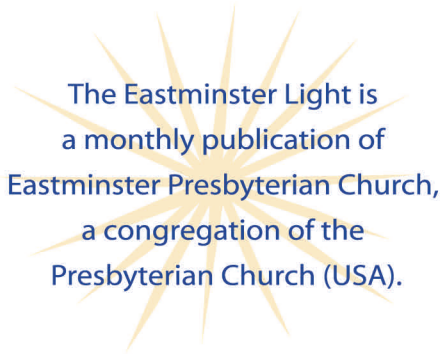 The Eastminster Light is
a monthly publication of
Eastminster Presbyterian Church,
a congregation of the
Presbyterian Church (USA).